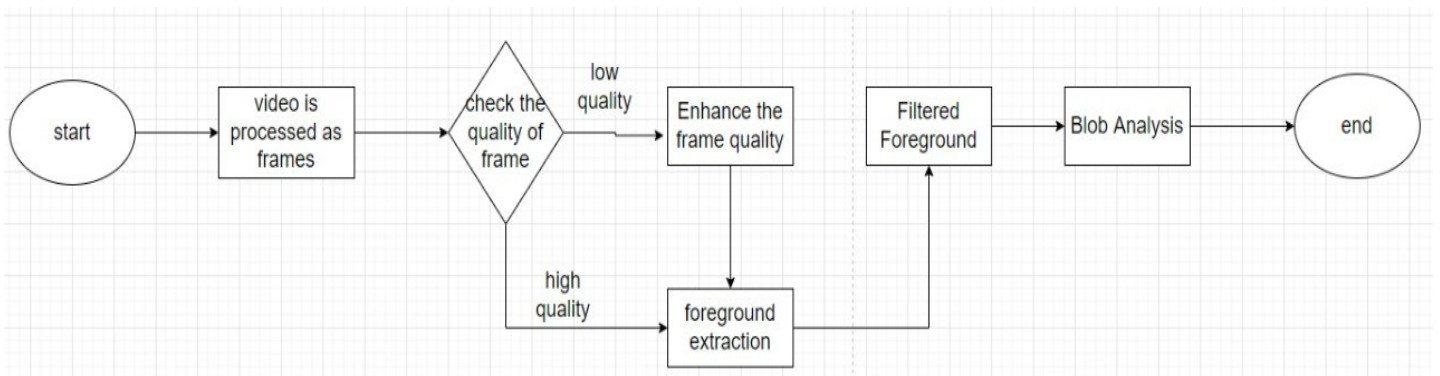 start
video is
processed as
frames
check the
quality of
frame
low
quality
Enhance the
frame quality
high
quality
foreground
extraction
Filtered
Foreground
Blob Analysis
end